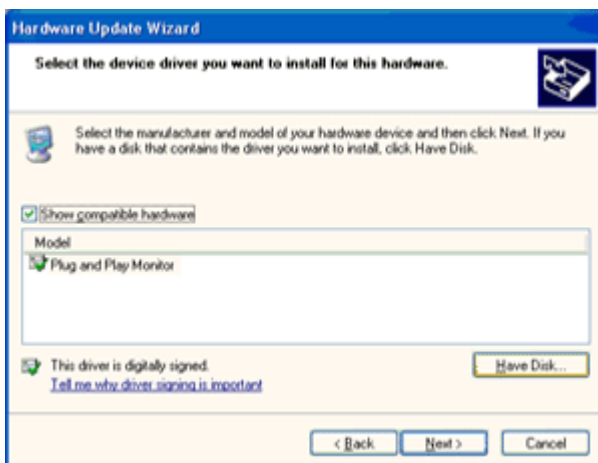 Hardware Update Wizard
Select the device driver you want to install for this hardware.
Select the manufacturer and model of your hardware device and then click Next. If you
have a disk that contains the driver you want to install, click Have Disk.
Show compatible hardware
Model
Plug and Play Monitor
This driver is digitally signed.
Have Disk...
Tell me why driver signing is important
< Back
Next >
Cancel